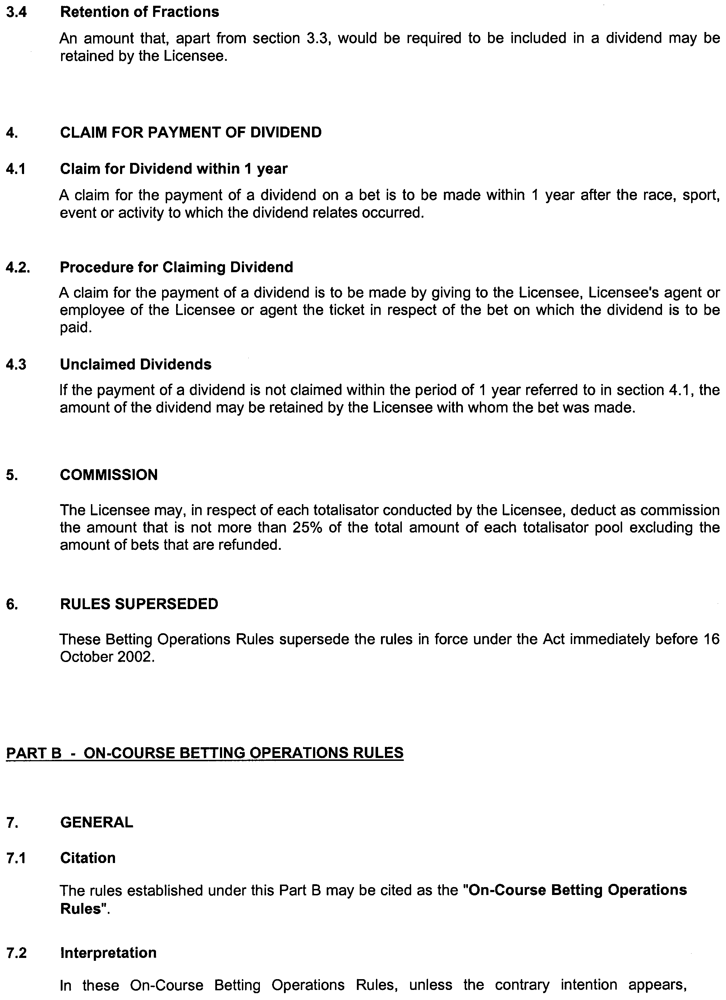 3.4 Retention of Fractions
An amount that, apart from section 3.3, would be required to be included in a dividend may be
retained by the Licensee.
4. CLAIM FOR PAYMENT OF DIVIDEND
4.1 Claim for Dividend within 1 year
A claim for the payment of a dividend on a bet is to be made within 1 year after the race, sport,
event or activity to which the dividend relates occurred.
4.2. Procedure for Claiming Dividend
A claim for the payment of a dividend is to be made by giving to the Licensee, Licensee's agent or
employee of the Licensee or agent the ticket in respect of the bet on which the dividend is to be
paid.
4.3 Unclaimed Dividends
If the payment of a dividend is not claimed within the period of 1 year referred to in section 4.1, the
amount of the dividend may be retained by the Licensee with whom the bet was made.
5. COMMISSION
The Licensee may, in respect of each totalisator conducted by the Licensee, deduct as commission
the amount that is not more than 25% of the total amount of each totalisator pool excluding the
amount of bets that are refunded.
6. RULES SUPERSEDED
These Betting Operations Rules supersede the rules in force under the Act immediately before 16
October 2002.
PART B - ON-COURSE BETTING OPERATIONS RULES
7. GENERAL
7.1 Citation
The rules established under this Part B may be cited as the "On-Course Betting Operations
Rules".
7.2 Interpretation
In these On-Course Betting Operations Rules, unless the contrary intention appears,